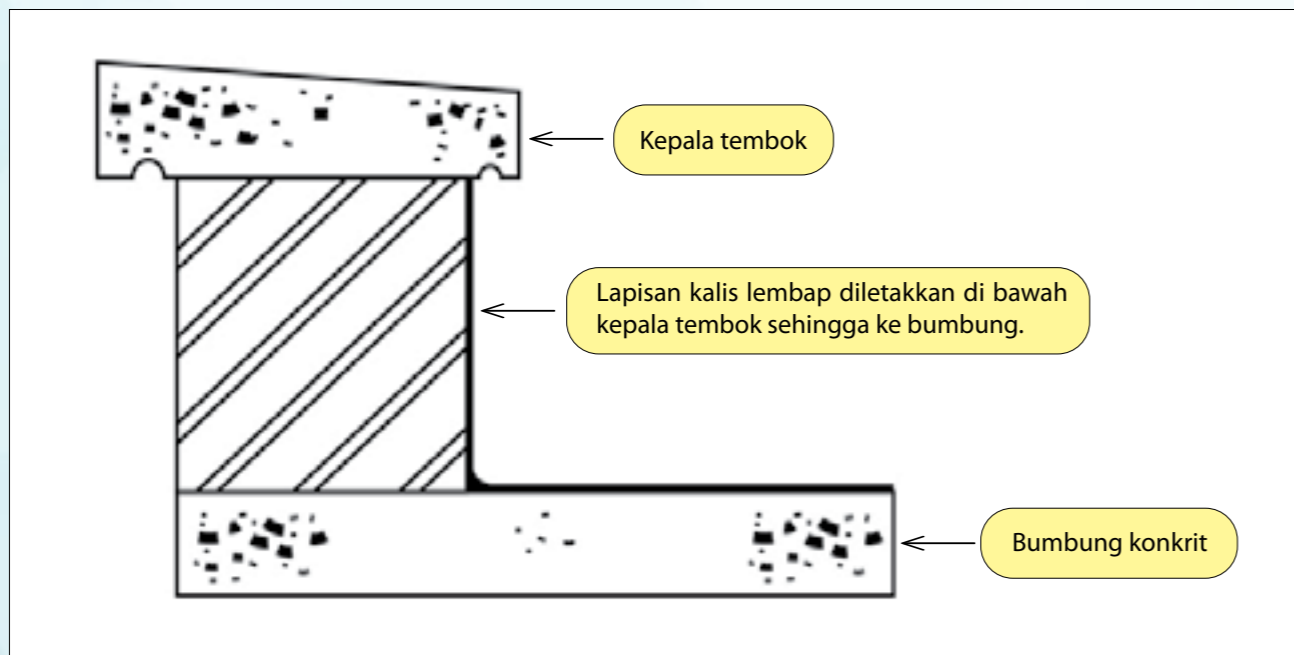 Kepala tembok
Lapisan kalis lembap diletakkan di bawah
kepala tembok sehingga ke bumbung.
Bumbung konkrit